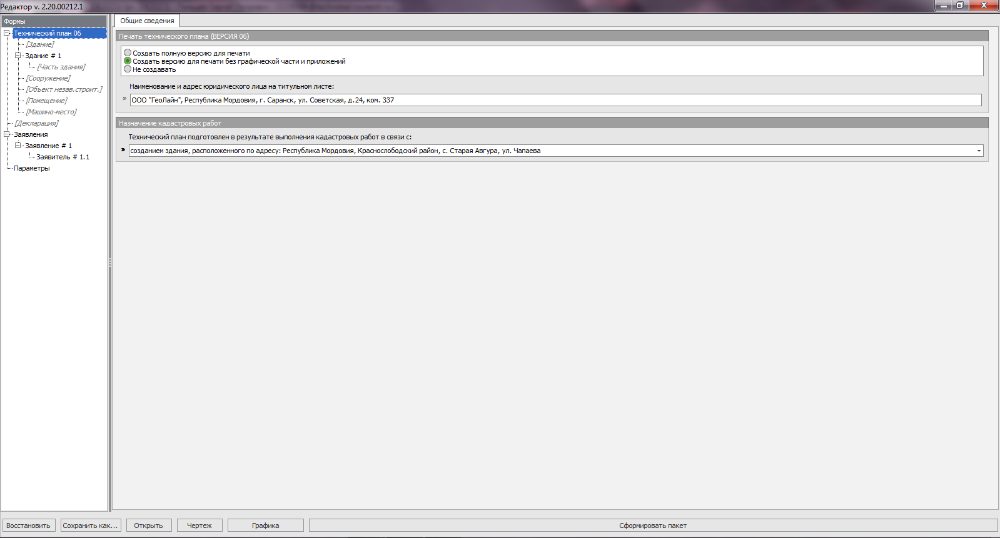 Редактор v. 2.20.00212.1
Формы
Технический план 06
[Здание]
Здание # 1
[Часть здания]
[Сооружение]
[Объект незав.строит.]
[Помещение]
[Машино-место]
[Декларация]
Заявления
Заявление # 1
Заявитель # 1.1
Параметры
Общие сведения
Печать технического плана (ВЕРСИЯ 06)
Создать полную версию для печати
Создать версию для печати без графической части и приложений
Не создавать
Наименование и адрес юридического лица на титульном листе:
» ООО "ГеоЛайн", Республика Мордовия, г. Саранск, ул. Советская, д.24, ком. 337
Назначение кадастровых работ
Технический план подготовлен в результате выполнения кадастровых работ в связи с:
» созданием здания, расположенного по адресу: Республика Мордовия, Краснослободский район, с. Старая Авгура, ул. Чапаева
Восстановить Сохранить как... Открыть Чертеж Графика Сформировать пакет